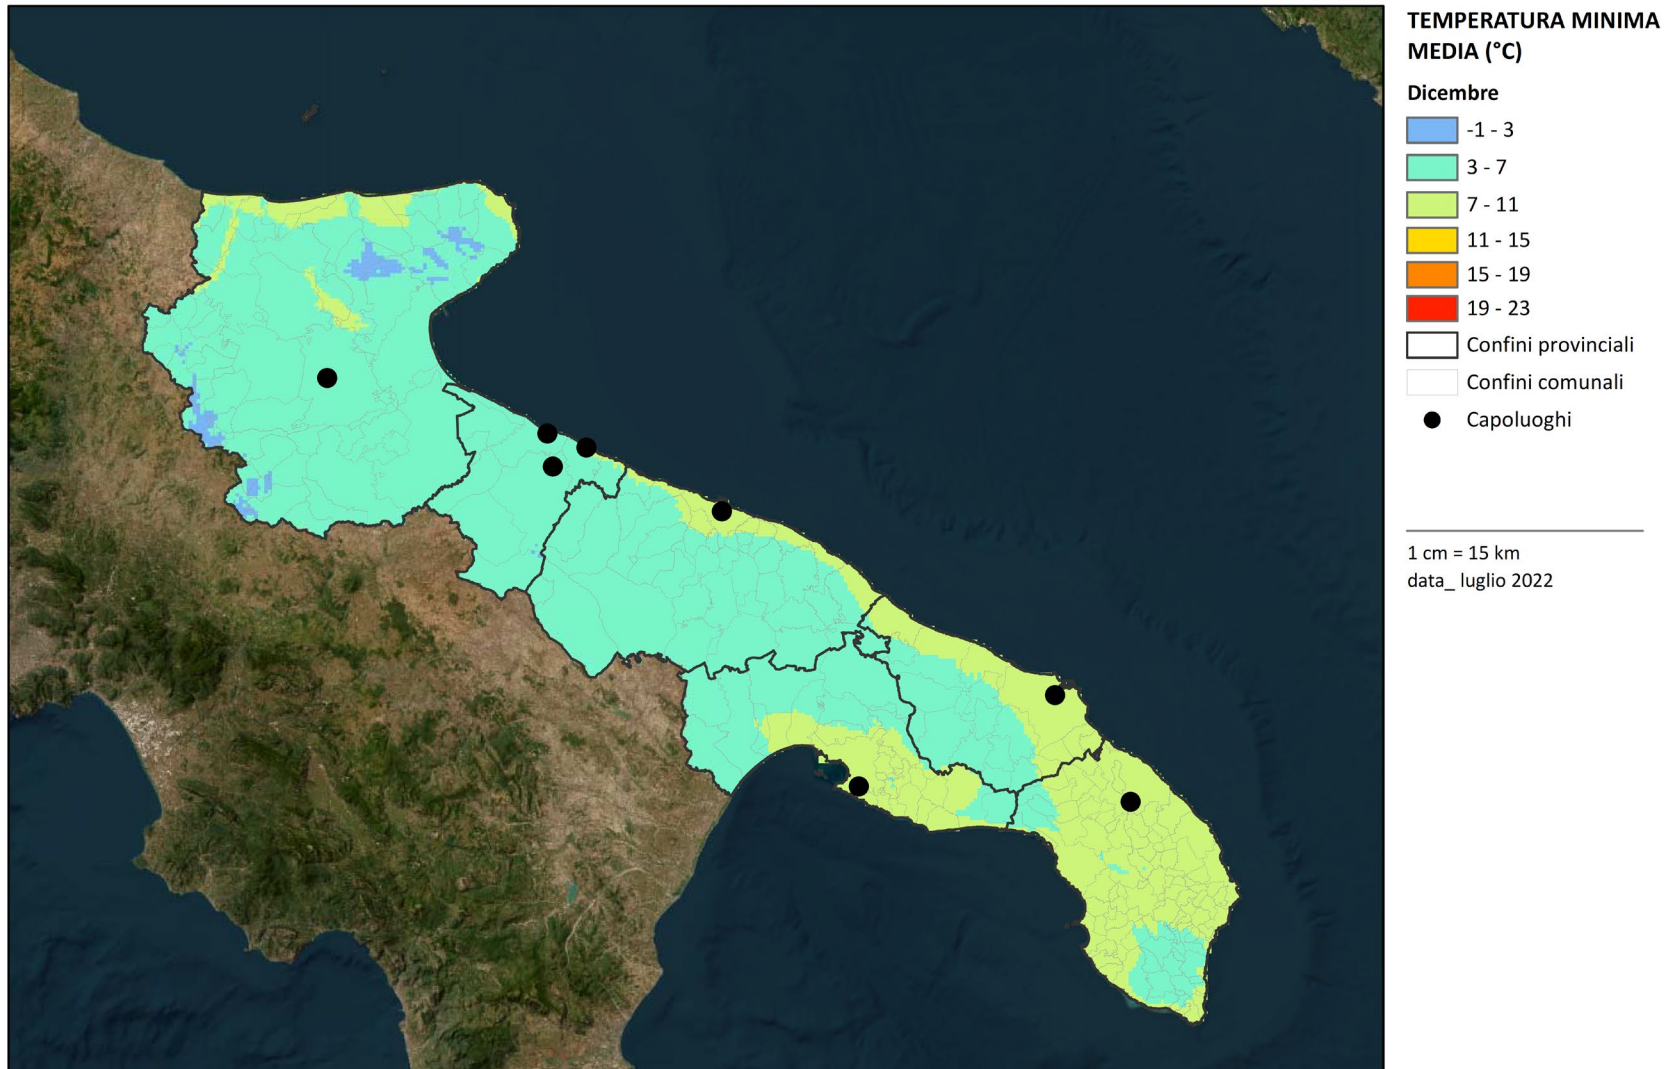 TEMPERATURA MINIMA
MEDIA (°C)
Dicembre
-1 - 3
3 - 7
7 - 11
11 - 15
15 - 19
19 - 23
Confini provinciali
Confini comunali
Capoluoghi
1 cm = 15 km
data_ luglio 2022